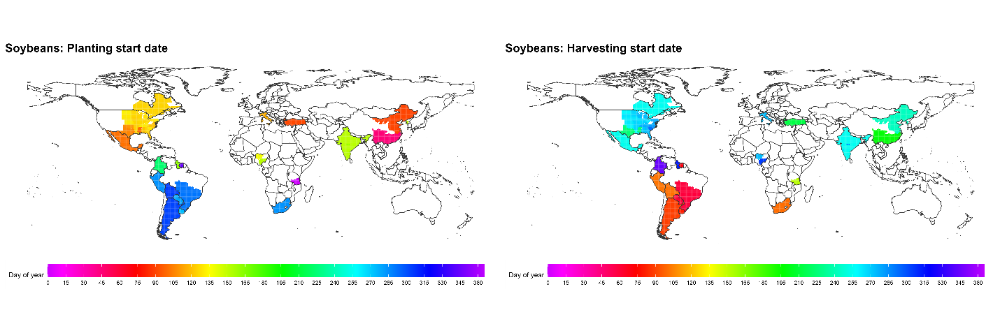 Soybeans: Planting start date
Soybeans: Harvesting start date
Day of year
0 15 30 45 60 75 90 105 120 135 150 165 180 195 210 225 240 255 270 285 300 315 330 345 360
Day of year
0 15 30 45 60 75 90 105 120 135 150 165 180 195 210 225 240 255 270 285 300 315 330 345 360